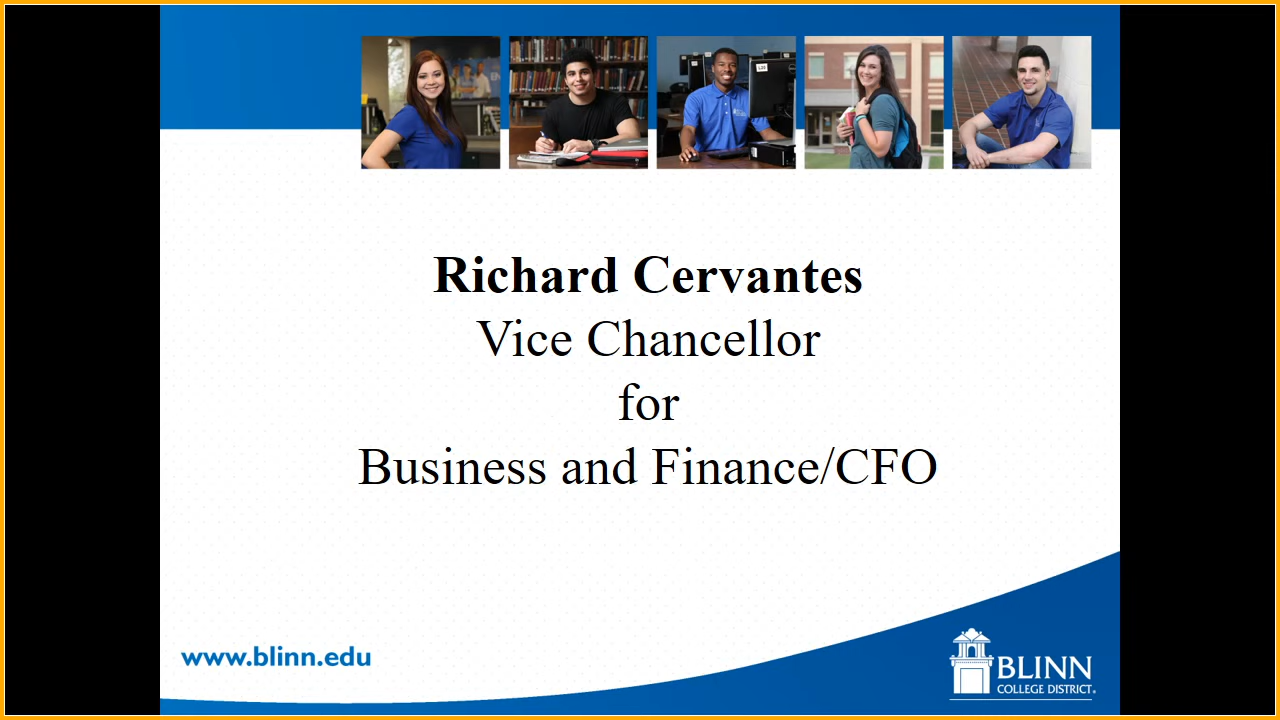 Richard Cervantes
Vice Chancellor
for
Business and Finance/CFO
www.blinn.edu
BLINN
COLLEGE DISTRICT.